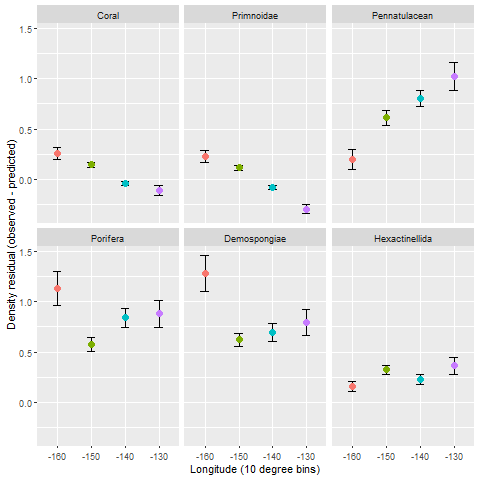 Coral Primnoidae Pennatulacean
1.5
1.0
0.5
0.0
Density residual (observed - predicted)
Porifera Demospongiae Hexactinellida
1.5
1.0
0.5
0.0
-160 -150 -140 -130 -160 -150 -140 -130 -160 -150 -140 -130
Longitude (10 degree bins)